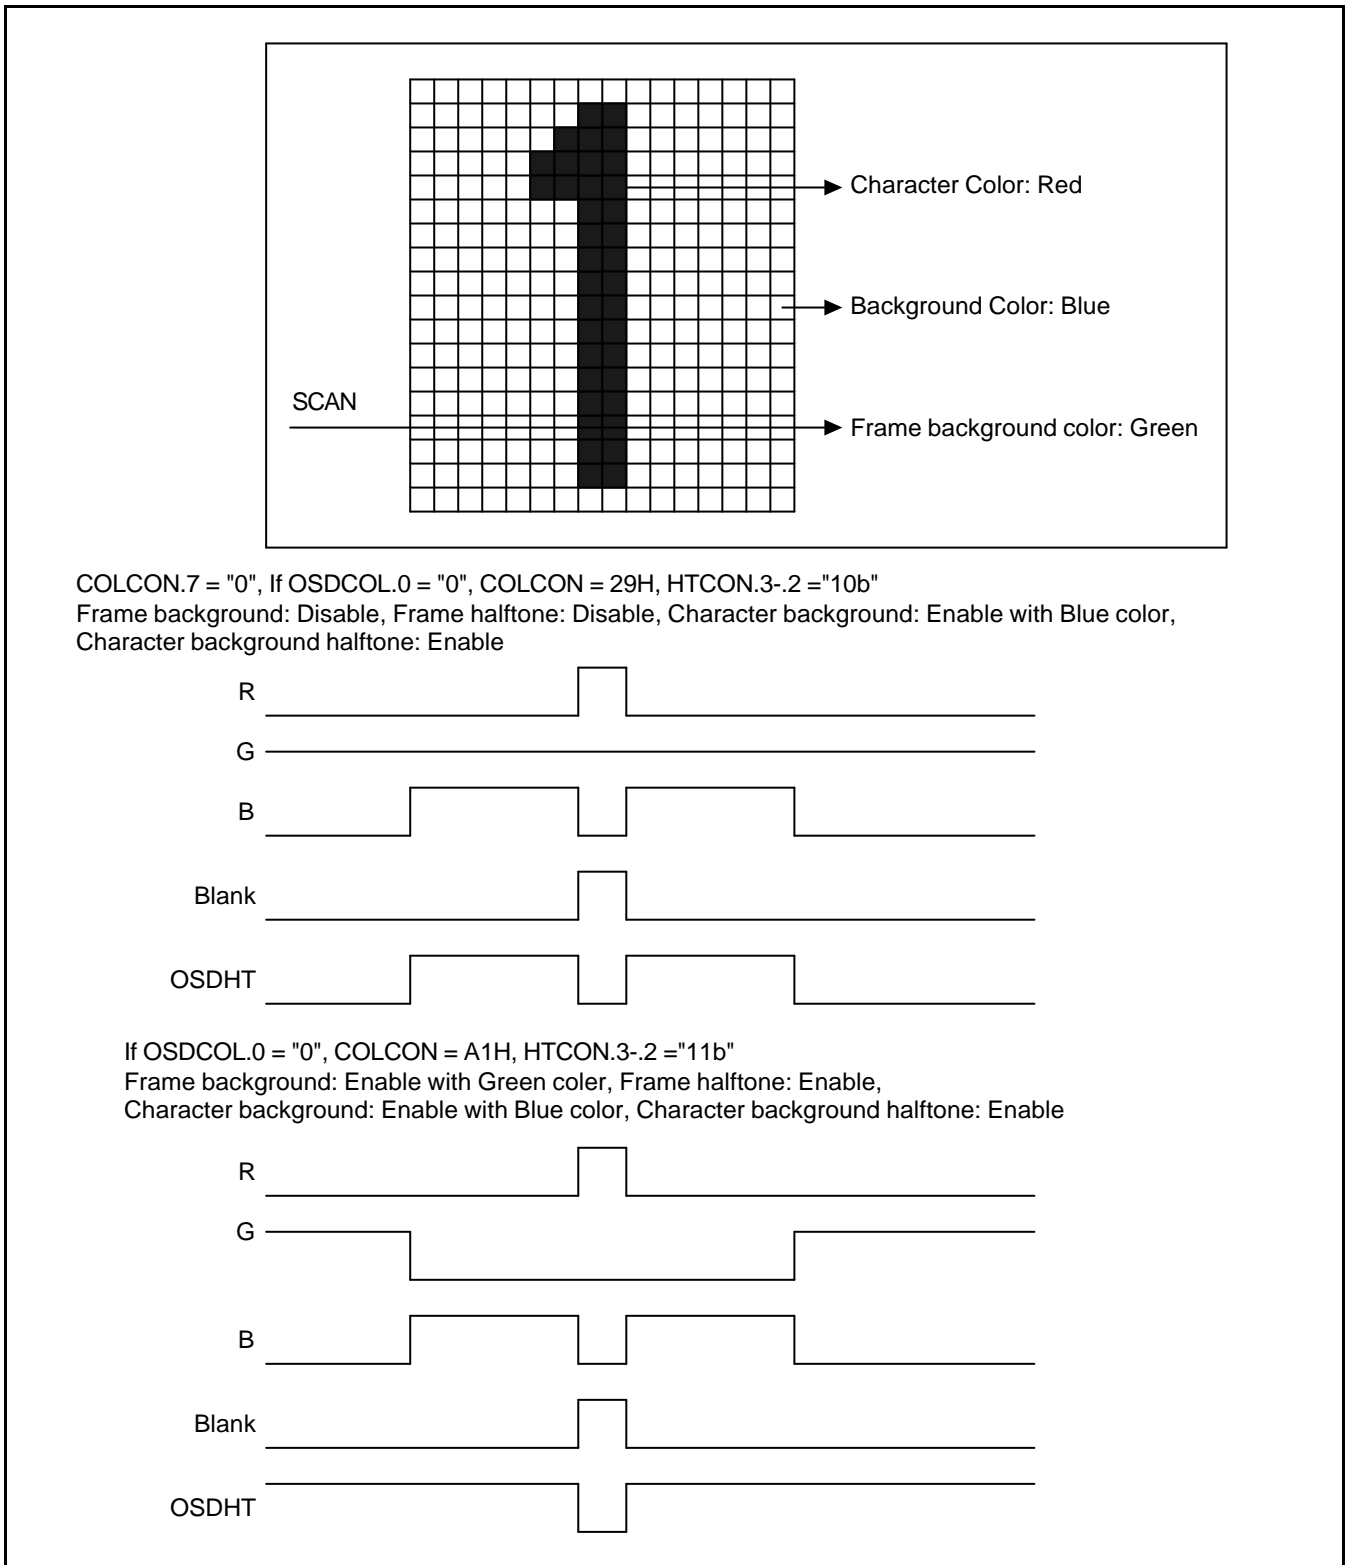 Character Color: Red
Background Color: Blue
SCAN
Frame background color: Green
COLCON.7 = "0", If OSDCOL.0 = "0", COLCON = 29H, HTCON.3-.2 ="10b"
Frame background: Disable, Frame halftone: Disable, Character background: Enable with Blue color,
Character background halftone: Enable
R
G
B
Blank
OSDHT
If OSDCOL.0 = "0", COLCON = A1H, HTCON.3-.2 ="11b"
Frame background: Enable with Green coler, Frame halftone: Enable,
Character background: Enable with Blue color, Character background halftone: Enable
R
G
B
Blank
OSDHT